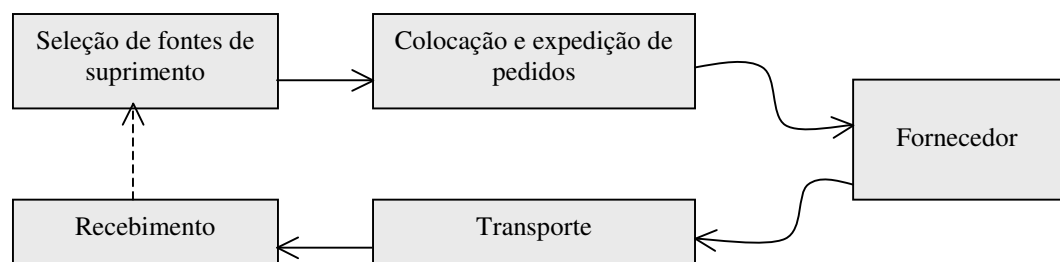 Seleção de fontes de
suprimento
Colocação e expedição de
pedidos
Fornecedor
Recebimento
Transporte